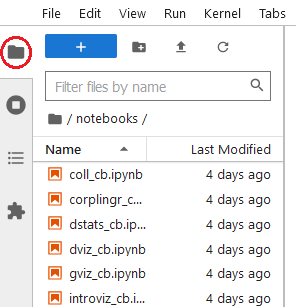 File Edit View Run Kernel Tabs
Filter files by name
/ notebooks /
Name Last Modified
coll_cb.ipynb 4 days ago
corplingr_c... 4 days ago
dstats_cb.ipynb 4 days ago
dviz_cb.ipynb 4 days ago
gviz_cb.ipynb 4 days ago
introviz_cb.ipynb 4 days ago